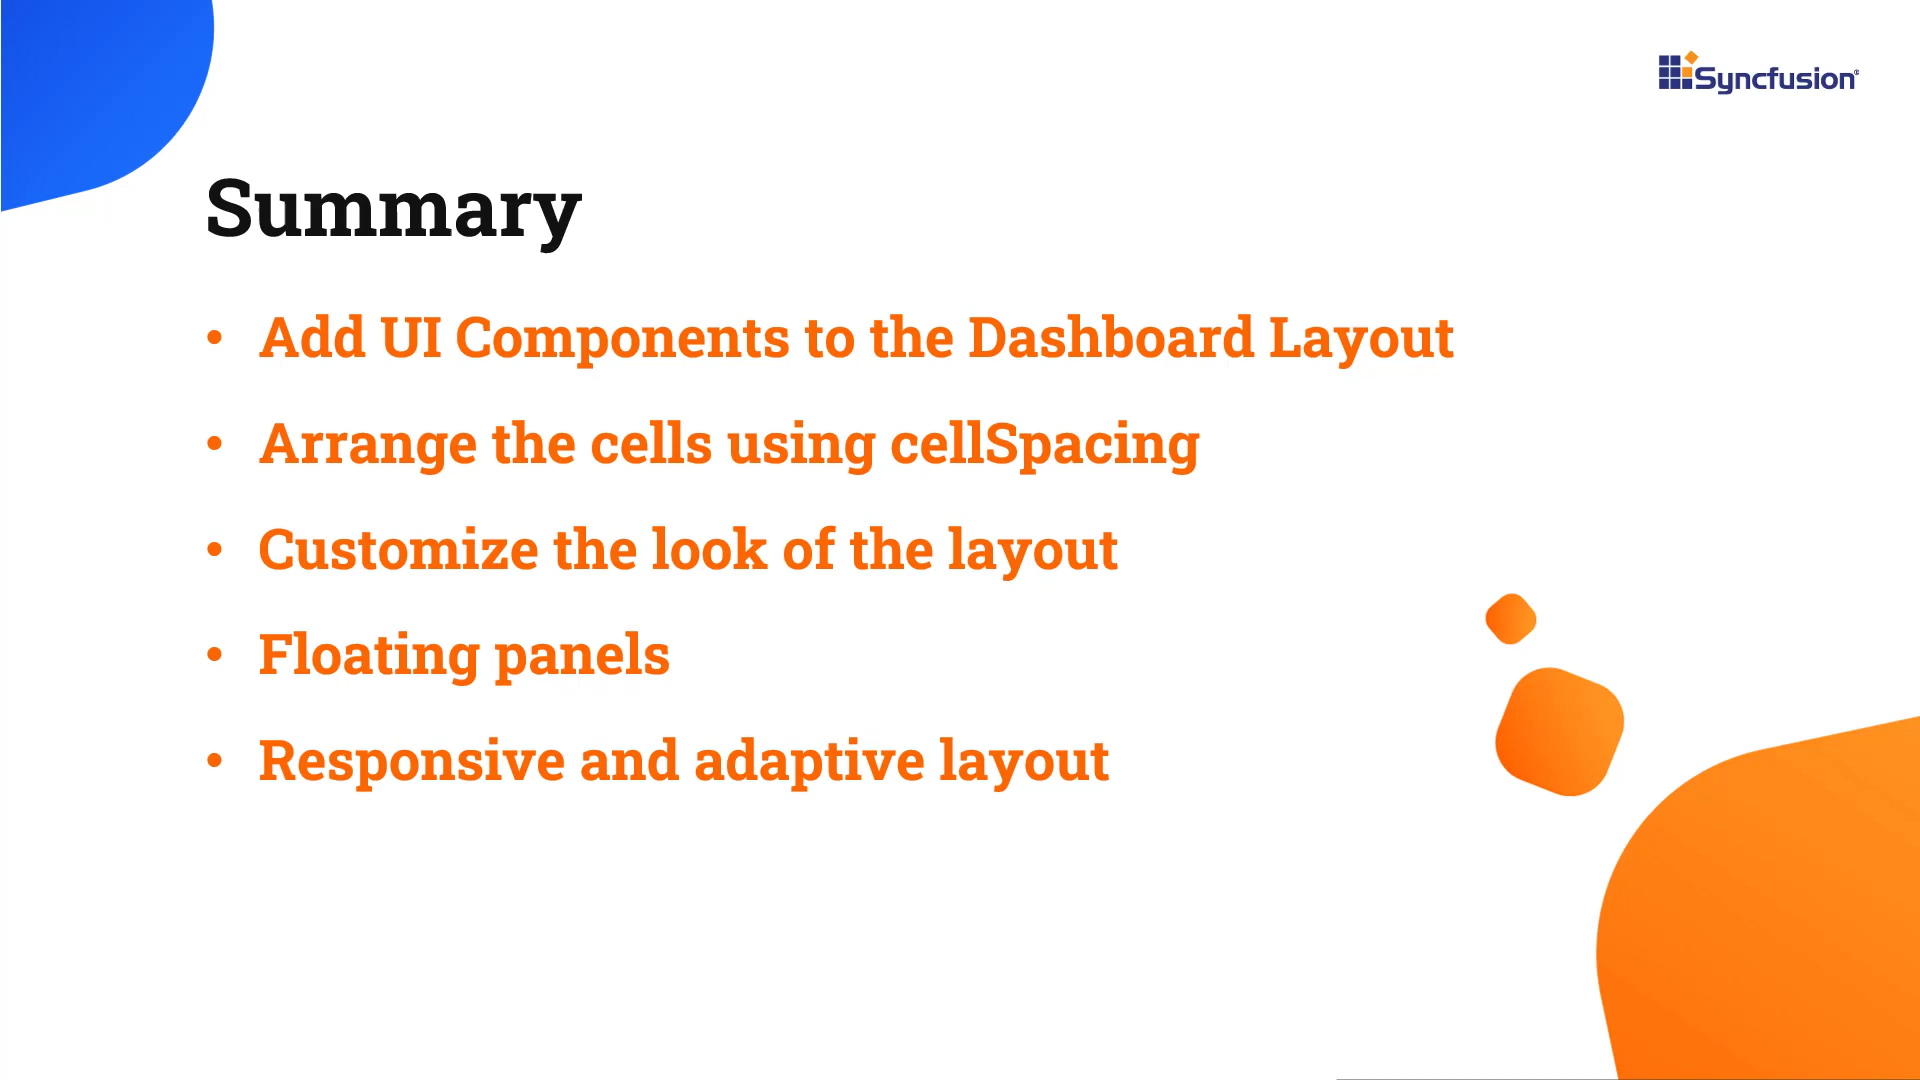 Syncfusion®
Summary
• Add UI Components to the Dashboard Layout
• Arrange the cells using cellSpacing
• Customize the look of the layout
• Floating panels
• Responsive and adaptive layout